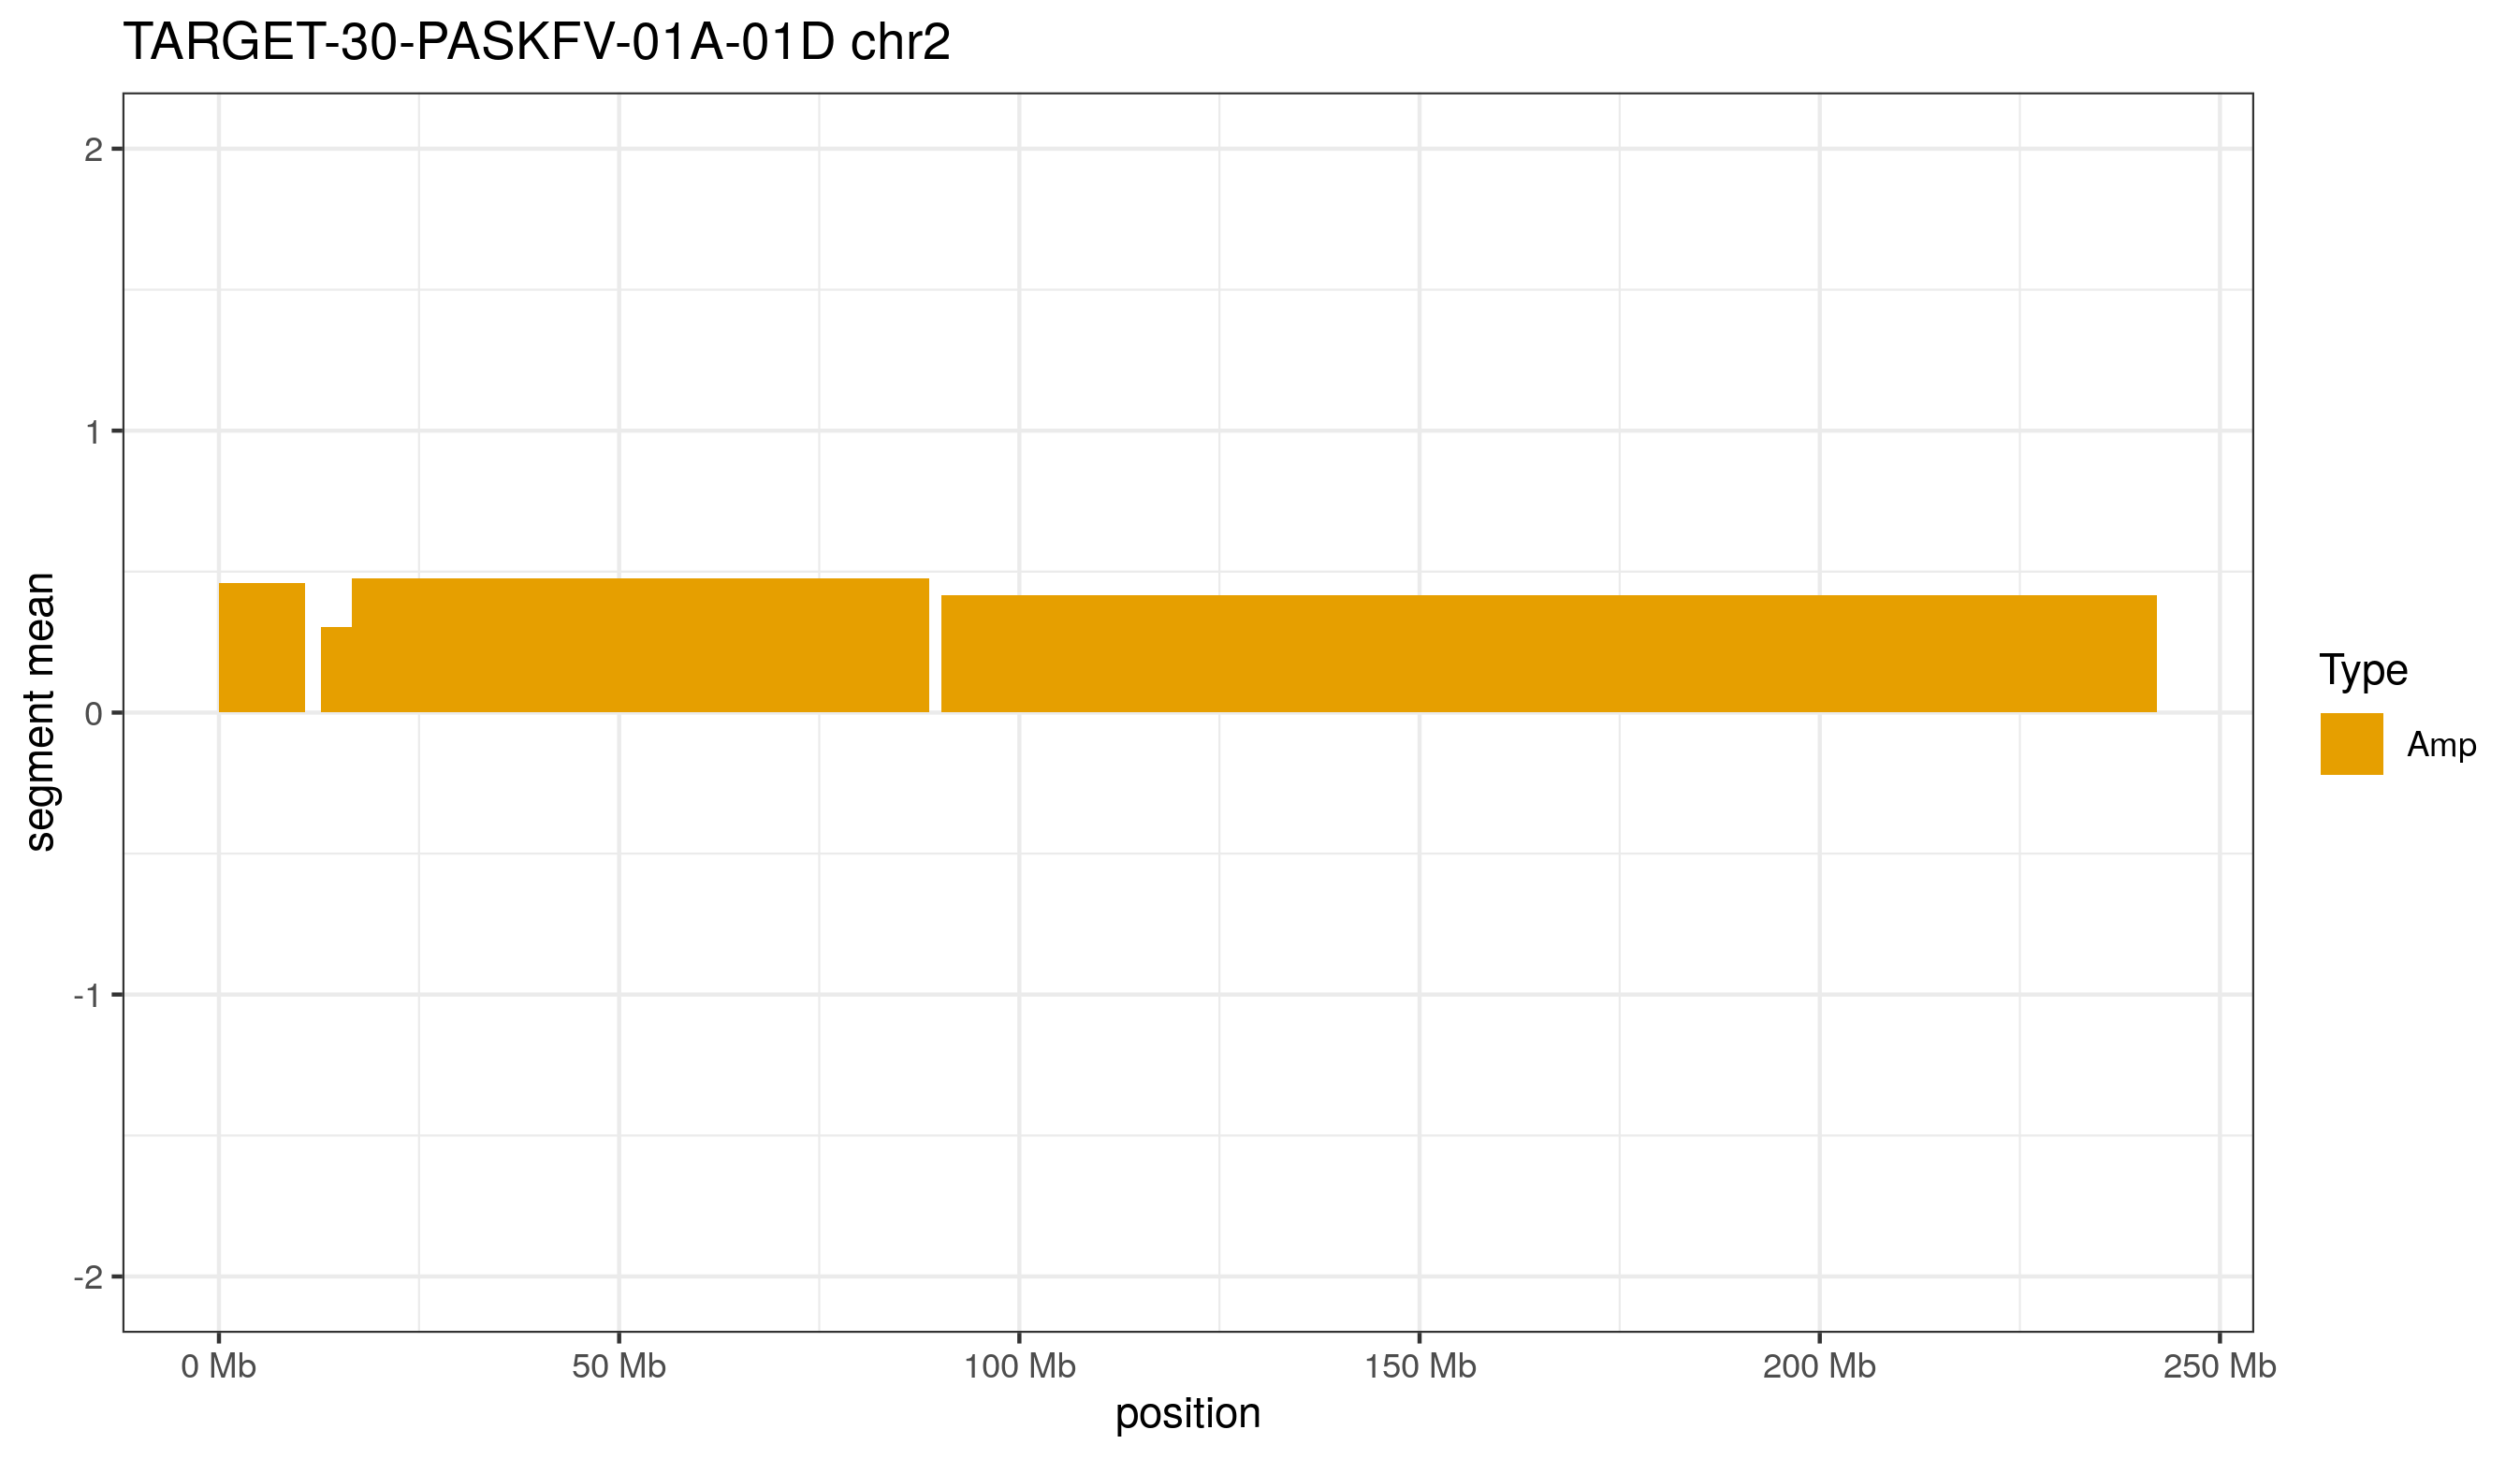 TARGET-30-PASKFV-01A-01D chr2
2
1
0
-1
-2
segment mean
0 Mb 50 Mb 100 Mb 150 Mb 200 Mb 250 Mb
position
Type
Amp